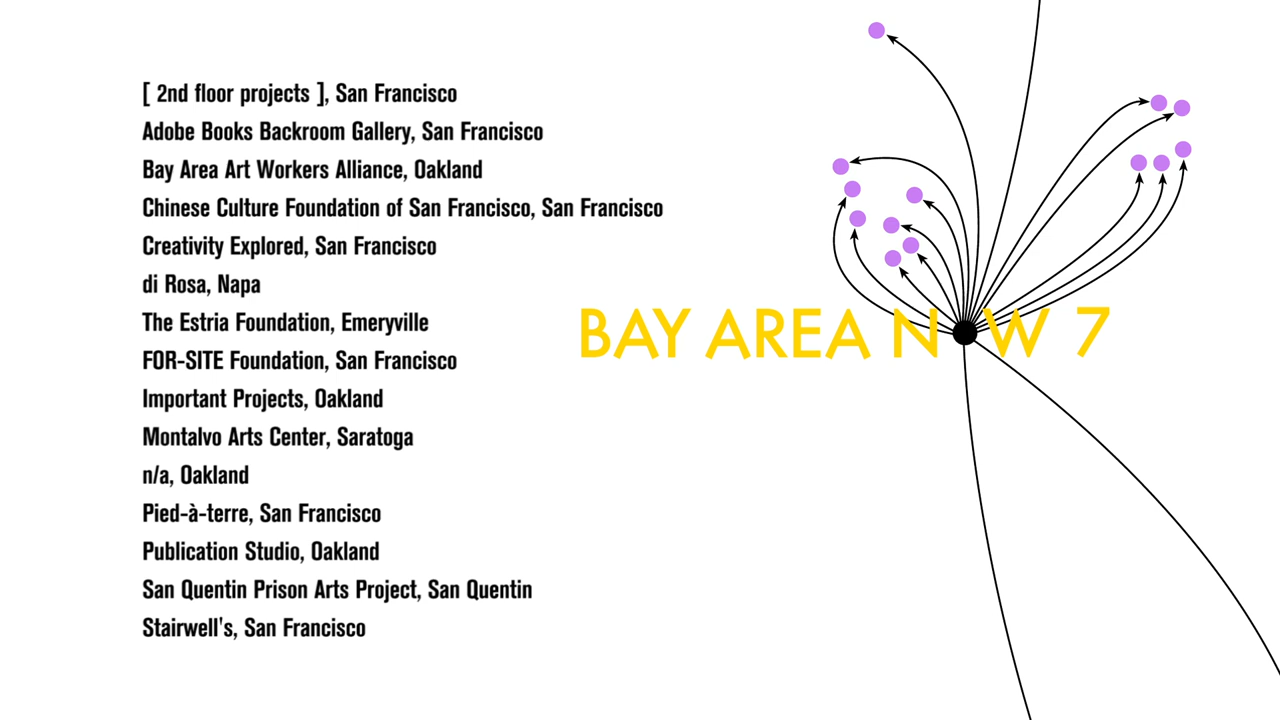 [ 2nd floor projects ], San Francisco
Adobe Books Backroom Gallery, San Francisco
Bay Area Art Workers Alliance, Oakland
Chinese Culture Foundation of San Francisco, San Francisco
Creativity Explored, San Francisco
di Rosa, Napa
The Estria Foundation, Emeryville
FOR-SITE Foundation, San Francisco
Important Projects, Oakland
Montalvo Arts Center, Saratoga
n/a, Oakland
Pied-à-terre, San Francisco
Publication Studio, Oakland
San Quentin Prison Arts Project, San Quentin
Stairwell's, San Francisco
BAY AREA N●W 7